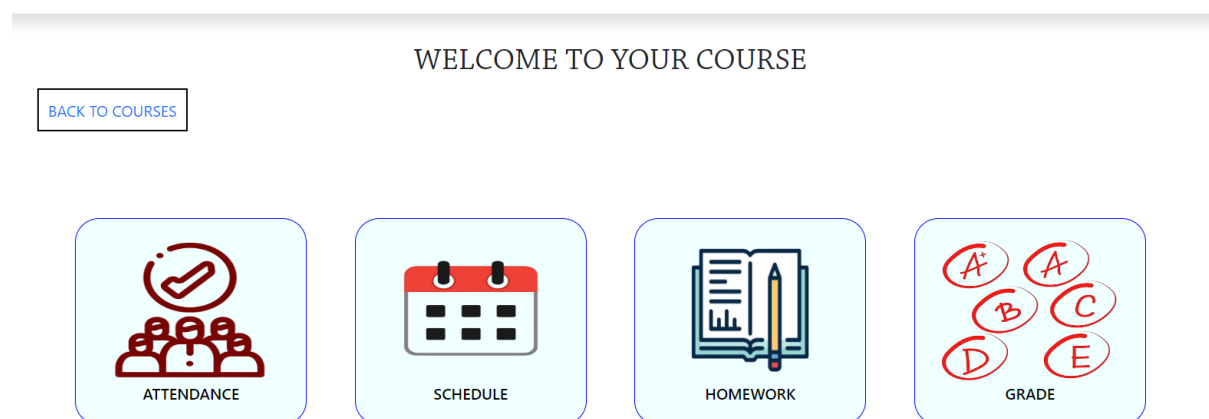 WELCOME TO YOUR COURSE
BACK TO COURSES
A+ A
B C
D E
ATTENDANCE SCHEDULE HOMEWORK GRADE